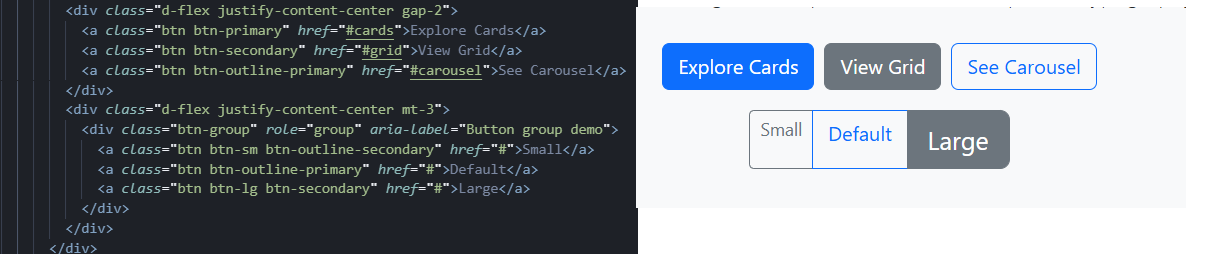 <div class="d-flex justify-content-center gap-2">
<a class="btn btn-primary" href="#cards">Explore Cards</a>
<a class="btn btn-secondary" href="#grid">View Grid</a>
<a class="btn btn-outline-primary" href="#carousel">See Carousel</a>
</div>
<div class="d-flex justify-content-center mt-3">
<div class="btn-group" role="group" aria-label="Button group demo">
<a class="btn btn-sm btn-outline-secondary" href="#">Small</a>
<a class="btn btn-outline-primary" href="#">Default</a>
<a class="btn btn-lg btn-secondary" href="#">Large</a>
</div>
</div>
</div>
Explore Cards View Grid See Carousel
Small Default Large